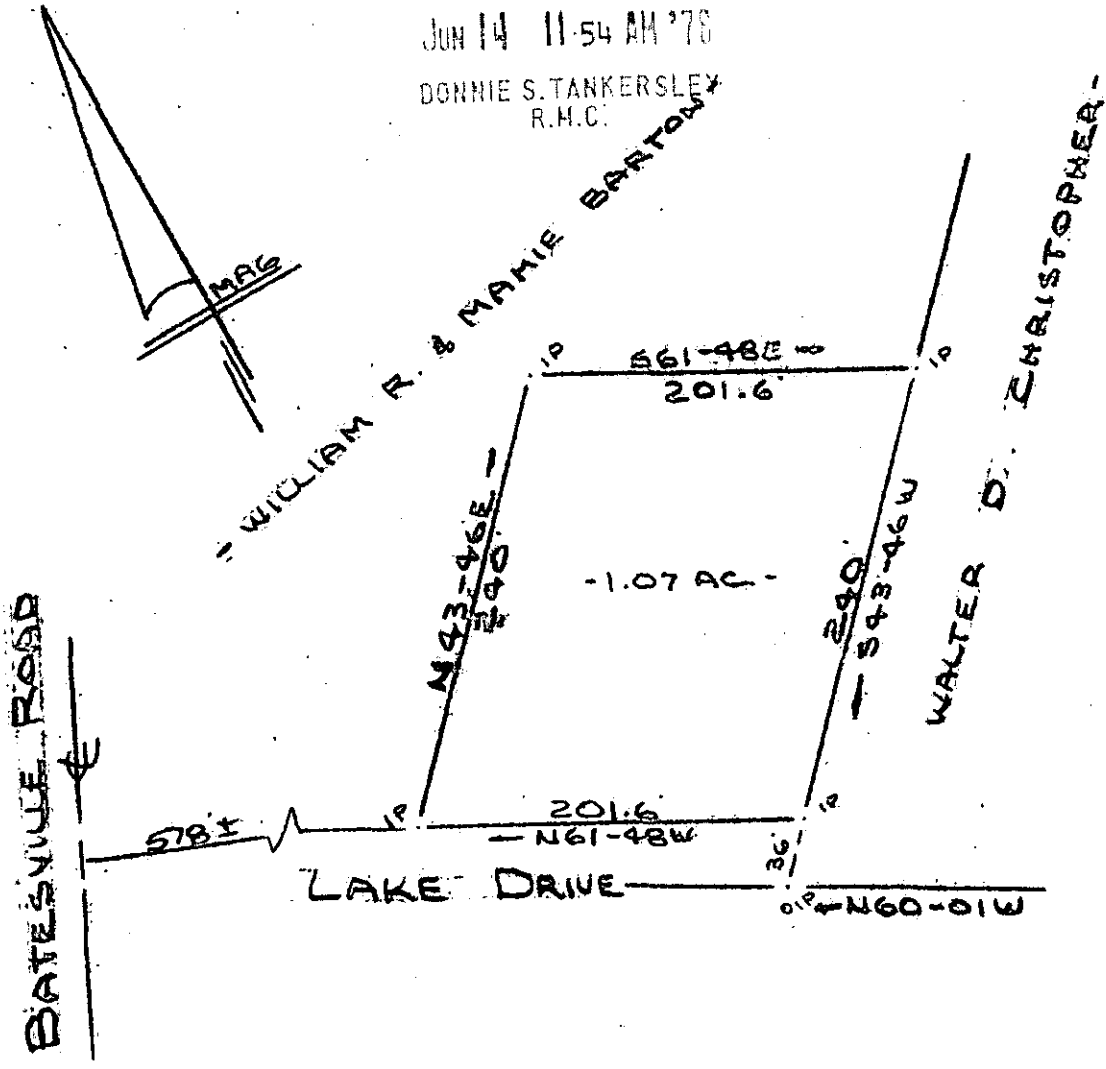 JUN 14 11 54 AM '76
DONNIE S. TANKERSLEY
R.M.C.
MAG
- WILLIAM R. & MAMIE BARTON -
WALTER D. CHRISTOPHER -
IP
S61-48E -
IP
201.6'
N43-46E -
240'
- 1.07 AC -
240'
- S43-46W
BATESVILLE ROAD
578'±
IP
201.6'
IP
- N61-48W
36'
LAKE DRIVE
OIP
N60-01W